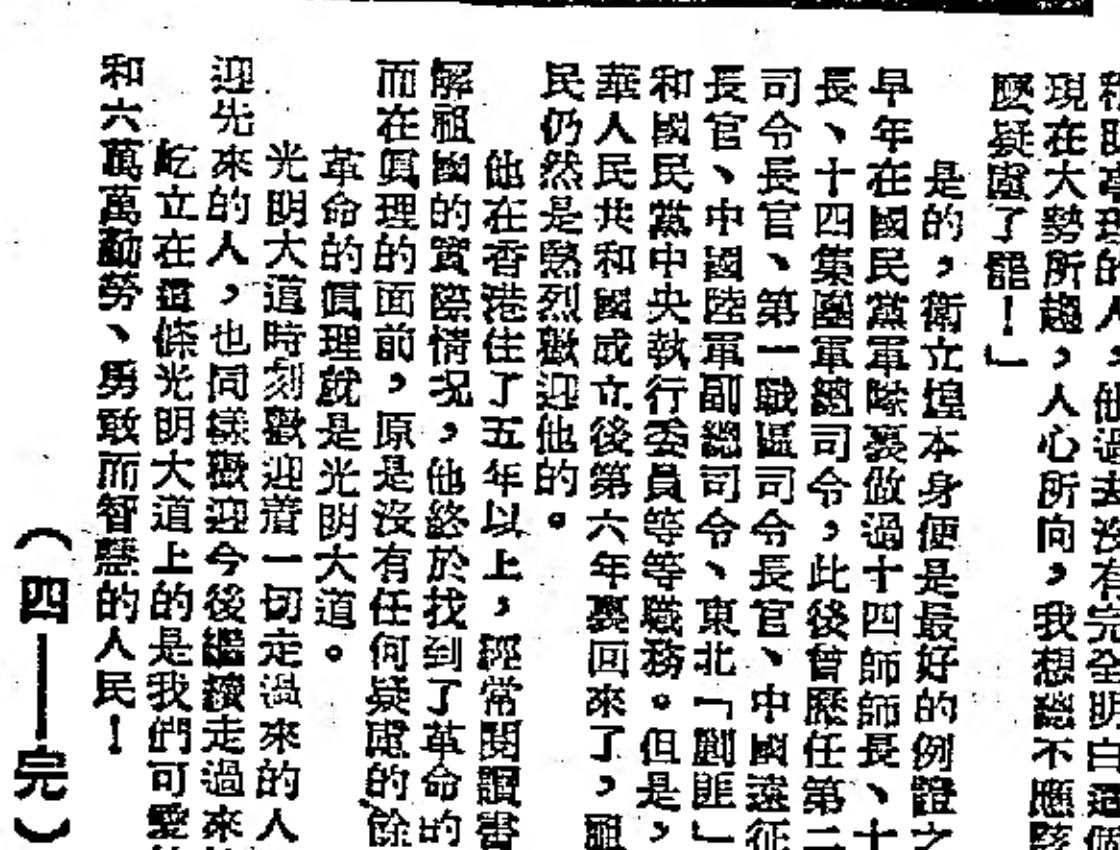 的人，他過去沒有完全明白這個
現在大勢所趨，人心所向，我想總不應該
麼疑慮了罷！」
是的，衛立煌本身便是最好的例證之
早年在國民黨軍隊裏做過十四師師長、十
長、十四集團軍總司令，此後曾歷任第二
司令長官、第一戰區司令長官、中國遠征
長官、中國陸軍副總司令、東北「剿匪」
和國民黨中央執行委員等等職務。但是，
華人民共和國成立後第六年裏回來了，祖
民仍然是熱烈歡迎他的。
他在香港住了五年以上，經常閱讀書
解祖國的實際情况，他終於找到了革命的
而在眞理的面前，原是沒有任何疑慮的餘
革命的眞理就是光明大道。
光明大道時刻歡迎着一切走過來的人
迎先來的人，也同樣歡迎今後繼續走過來
屹立在這條光明大道上的是我們可愛
和六萬萬勤勞、勇敢而智慧的人民！
（四——完）